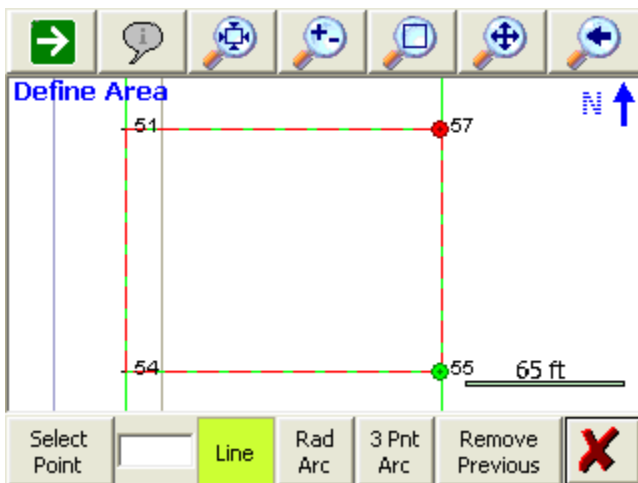 Define Area
N
51
57
54
55
65 ft
Select
Point
Line
Rad
Arc
3 Pnt
Arc
Remove
Previous